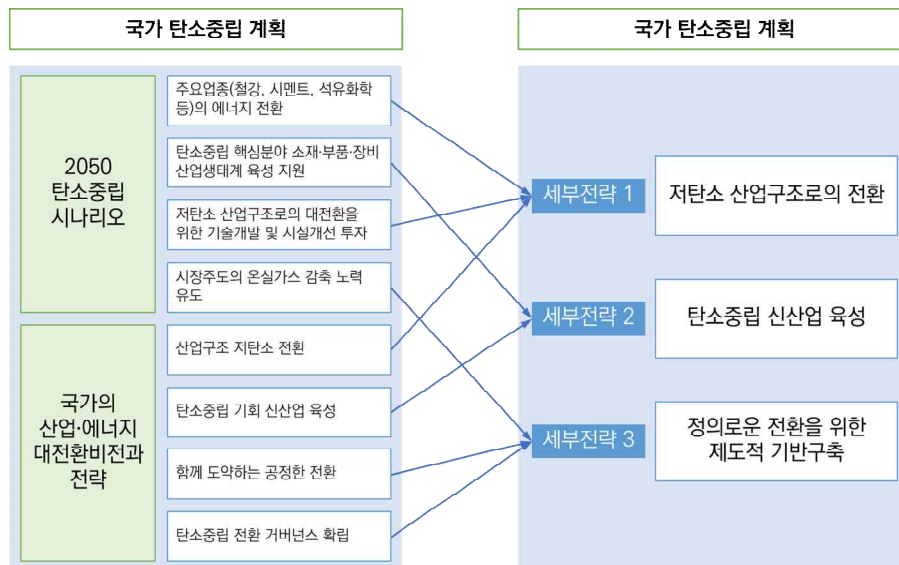 국가 탄소중립 계획
국가 탄소중립 계획
2050
탄소중립
시나리오
주요업종(철강, 시멘트, 석유화학
등)의 에너지 전환
탄소중립 핵심분야 소재·부품·장비
산업생태계 육성 지원
저탄소 산업구조로의 대전환을
위한 기술개발 및 시실개선 투자
시장주도의 온실가스 감축 노력
유도
국가의
산업·에너지
대전환비전과
전략
산업구조 지탄소 전환
탄소중립 기회 신산업 육성
함께 도약하는 공정한 전환
탄소중립 전환 거버넌스 확립
세부전략 1
저탄소 산업구조로의 전환
세부전략 2
탄소중립 신산업 육성
세부전략 3
정의로운 전환을 위한
제도적 기반구축